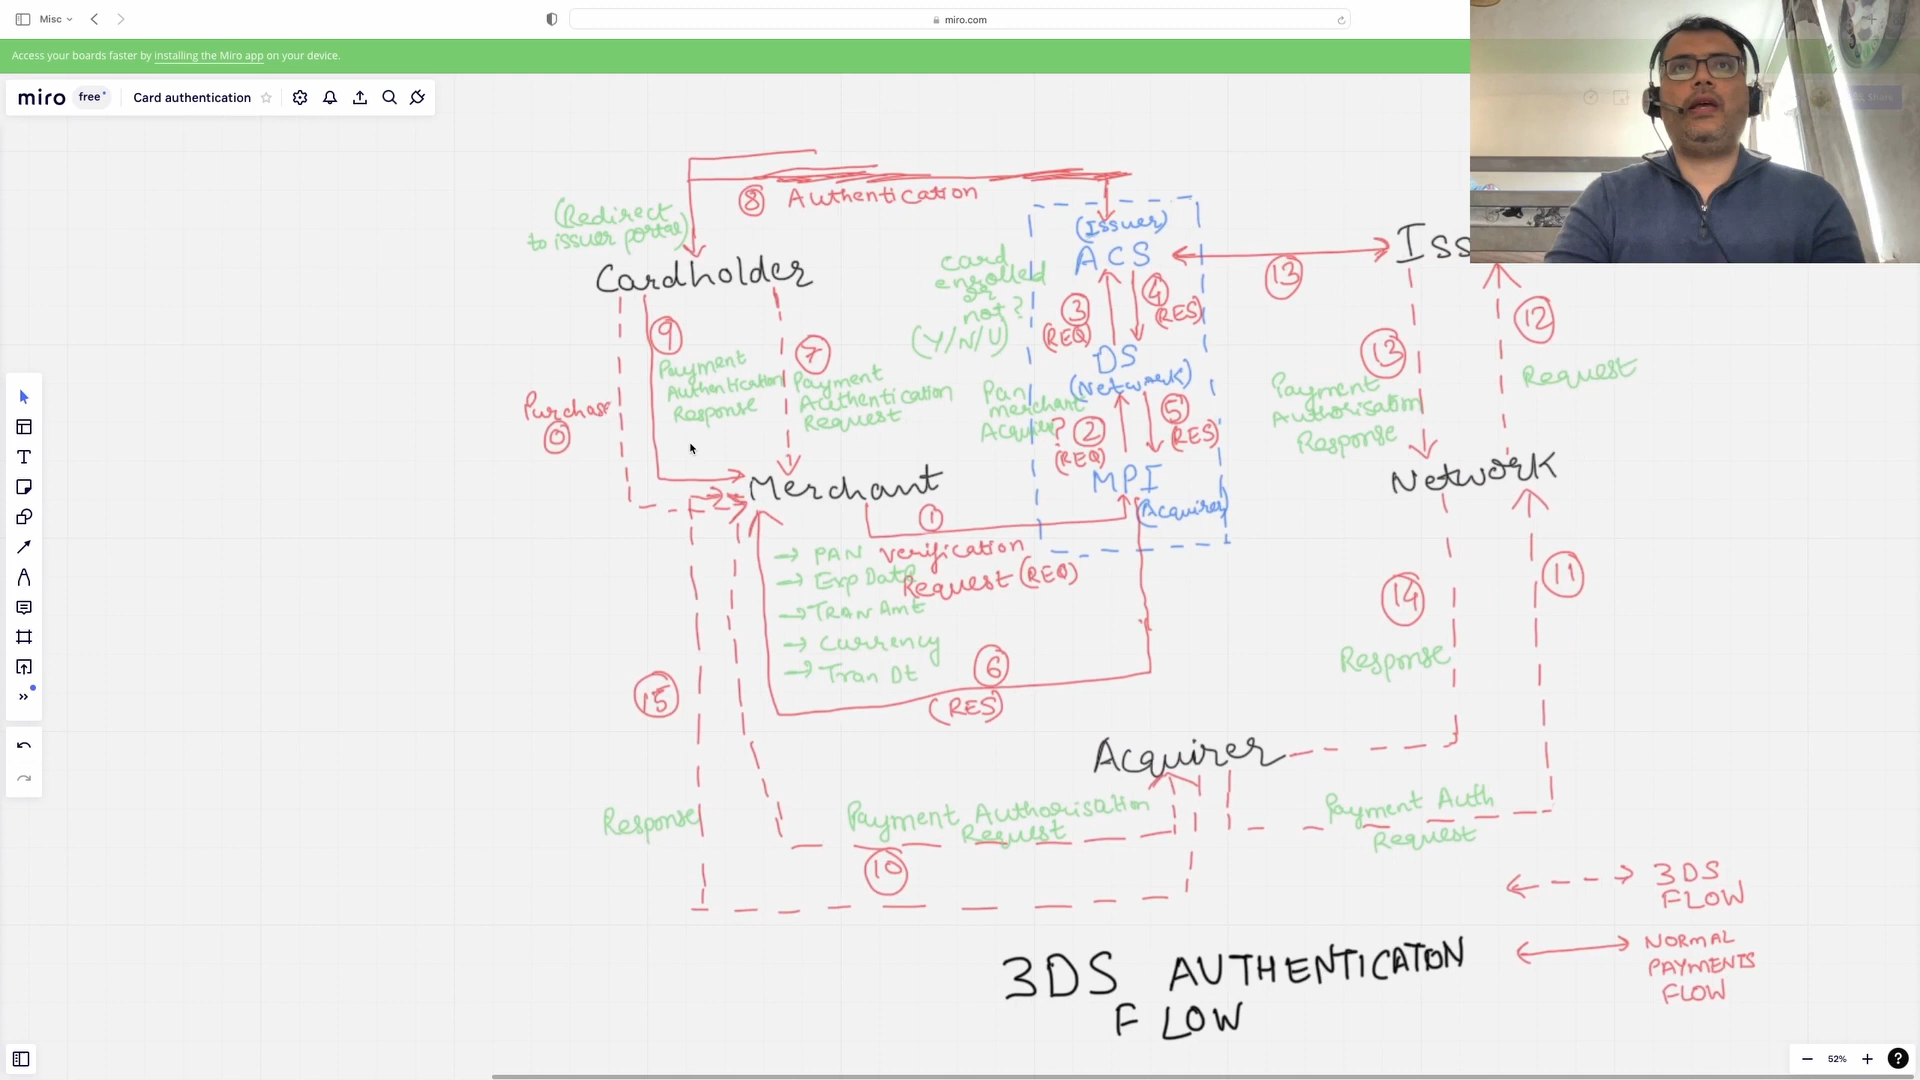 Misc
miro.com
Access your boards faster by installing the Miro app on your device.
miro free
Card authentication
Share
8 Authentication
(Redirect
to issuer portal)
Cardholder
(Issuer)
ACS
13
Iss
card
enrolled
or
not?
(Y/N/U)
3
(REQ)
4
(RES)
12
Request
9
Payment
Authentication
Response
7
Payment
Authentication
Request
DS
(Network)
13
Payment
Authorisation
Response
Purchase
0
Pan
merchant
Acquirer?
2
(REQ)
5
(RES)
Merchant
MPI
(Acquirer)
Network
1
verification
Request (REQ)
→ PAN
→ Exp Date
→ TRAN Amt
→ Currency
→ Tran Dt
6
(RES)
14
Response
11
15
Response
Acquirer
Payment Authorisation
Request
10
Payment Auth
Request
3DS
FLOW
NORMAL
PAYMENTS
FLOW
3DS AUTHENTICATON
FLOW
52%